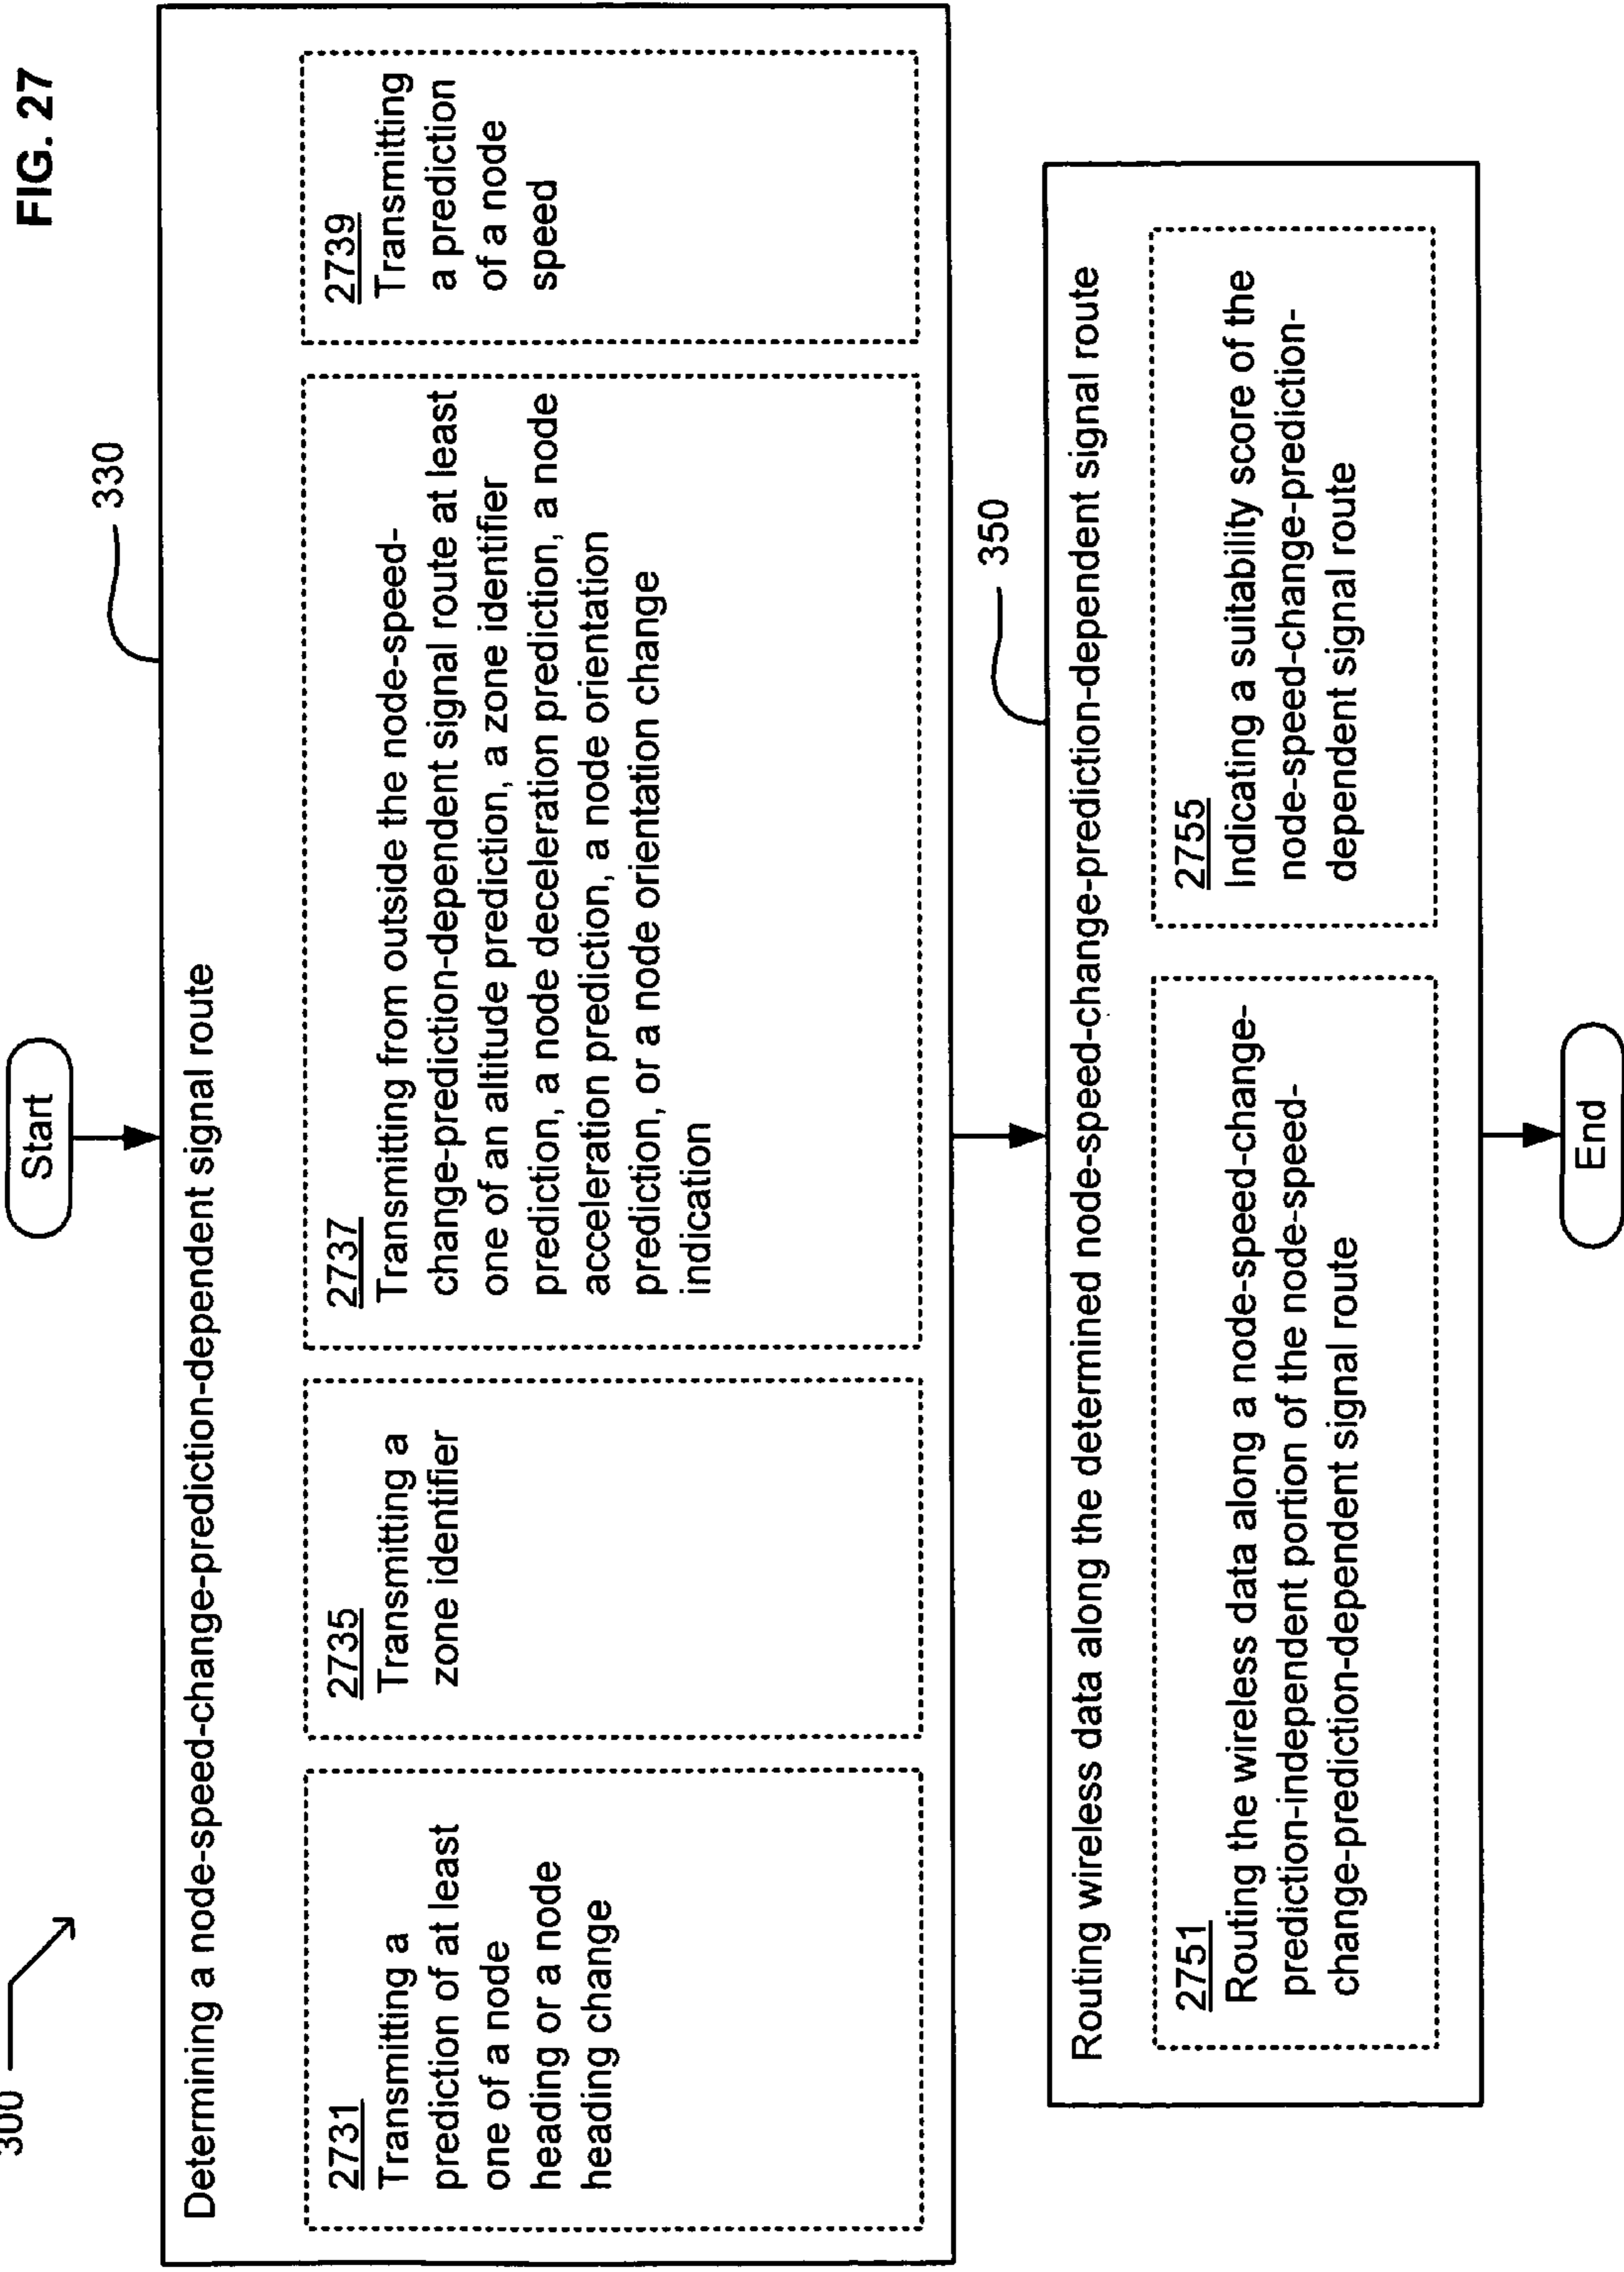 300
FIG. 27
Start
330
Determining a node-speed-change-prediction-dependent signal route
2731
Transmitting a
prediction of at least
one of a node
heading or a node
heading change
2735
Transmitting a
zone identifier
2737
Transmitting from outside the node-speed-
change-prediction-dependent signal route at least
one of an altitude prediction, a zone identifier
prediction, a node deceleration prediction, a node
acceleration prediction, a node orientation
prediction, or a node orientation change
indication
2739
Transmitting
a prediction
of a node
speed
350
Routing wireless data along the determined node-speed-change-prediction-dependent signal route
2751
Routing the wireless data along a node-speed-change-
prediction-independent portion of the node-speed-
change-prediction-dependent signal route
2755
Indicating a suitability score of the
node-speed-change-prediction-
dependent signal route
End